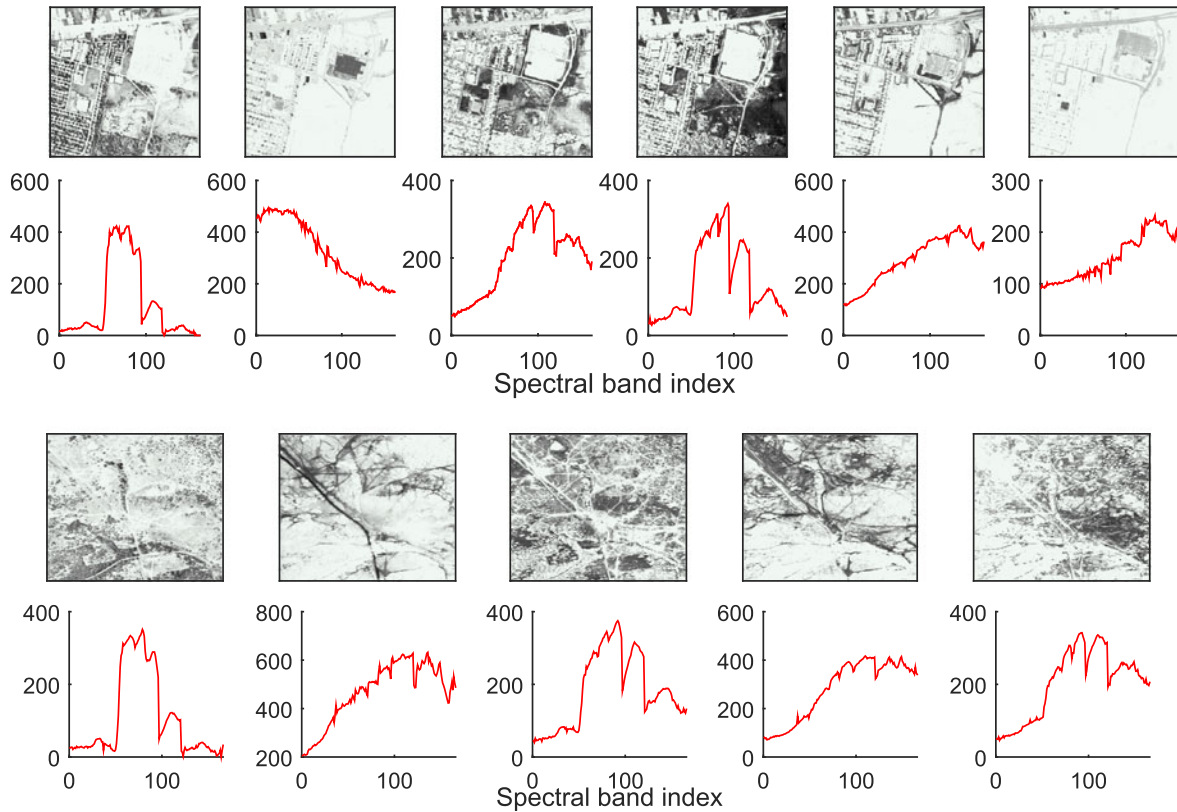 600 600 400 400 600 300
400 400 400 200
200 200 200 200 200 100
0 0 0 0 0 0
0 100 0 100 0 100 0 100 0 100 0 100
Spectral band index
400 800 400 600 400
600 400
200 400 200 200 200
0 200 0 0 0
0 100 0 100 0 100 0 100 0 100
Spectral band index